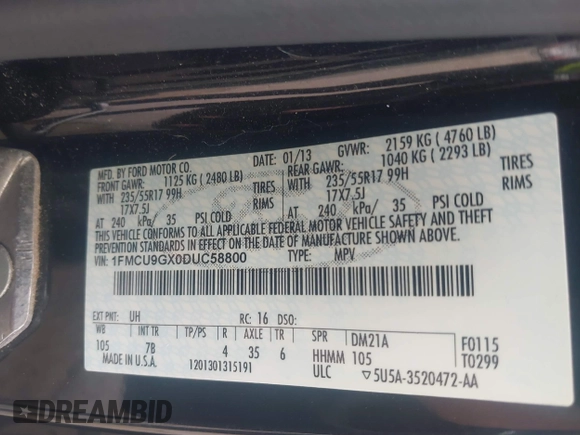 MFD. BY FORD MOTOR CO.
DATE: 01/13 GVWR: 2159 KG ( 4760 LB)
FRONT GAWR: 1125 KG ( 2480 LB) REAR GAWR: 1040 KG ( 2293 LB)
WITH 235/55R17 99H TIRES WITH 235/55R17 99H TIRES
17X7.5J RIMS 17X7.5J RIMS
AT 240 kPa/ 35 PSI COLD AT 240 kPa/ 35 PSI COLD
THIS VEHICLE CONFORMS TO ALL APPLICABLE FEDERAL MOTOR VEHICLE SAFETY AND THEFT
PREVENTION STANDARDS IN EFFECT ON THE DATE OF MANUFACTURE SHOWN ABOVE.
VIN: 1FMCU9GX0DUC58800 TYPE: MPV
EXT PNT: UH RC: 16 DSO:
WB INT TR TP/PS R AXLE TR SPR DM21A F0115
105 7B 4 35 6 HHMM 105 T0299
MADE IN U.S.A. 1201301315191 ULC ▽5U5A-3520472-AA
DREAMBID